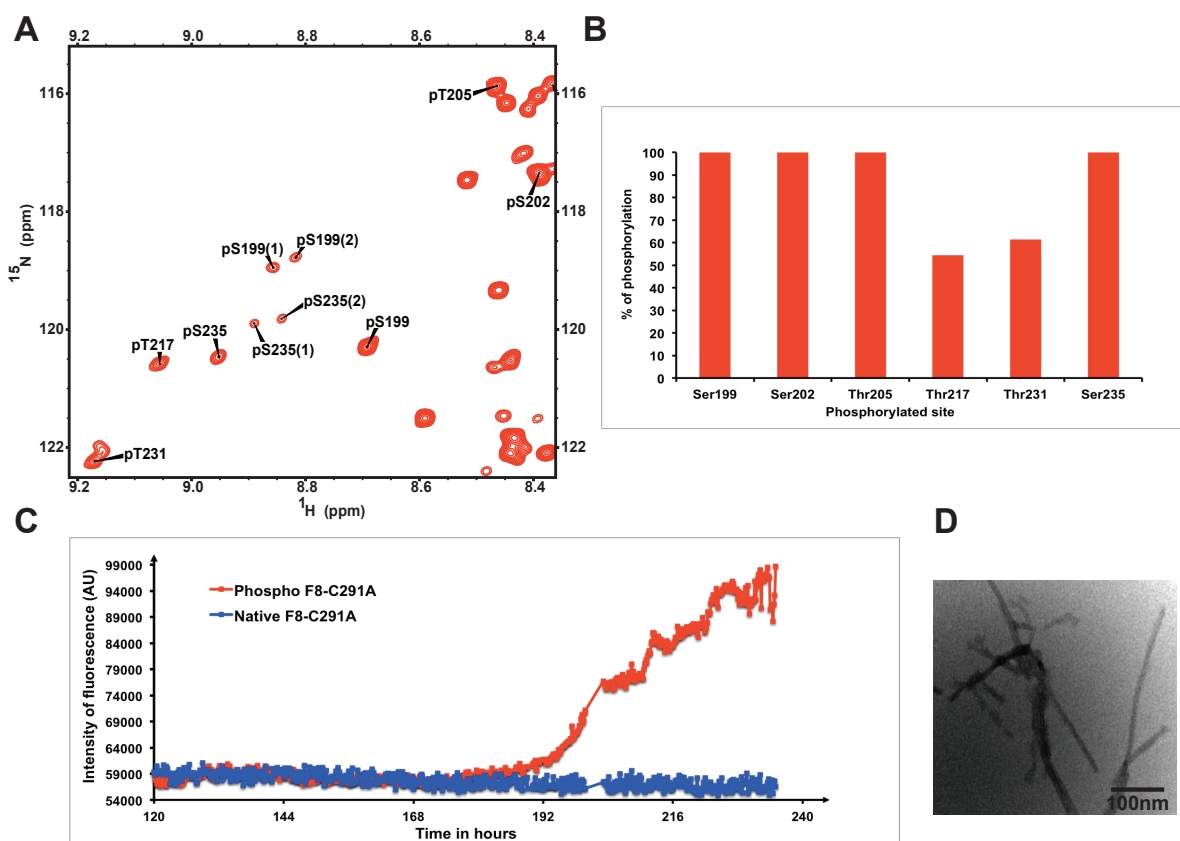 A
9.2 9.0 8.8 8.6 8.4
116 116
pT205
pS202
118 118
pS199(1) pS199(2)
pS235(2)
pT217 pS235 pS235(1) pS199
120 120
122 122
pT231
15N (ppm)
9.2 9.0 8.8 8.6 8.4
1H (ppm)
B
% of phosphorylation
100
90
80
70
60
50
40
30
20
10
0
Ser199 Ser202 Thr205 Thr217 Thr231 Ser235
Phosphorylated site
C
Intensity of fluorescence (AU)
99000
94000
89000
84000
79000
74000
69000
64000
59000
54000
Phospho F8-C291A
Native F8-C291A
120 144 168 192 216 240
Time in hours
D
100nm